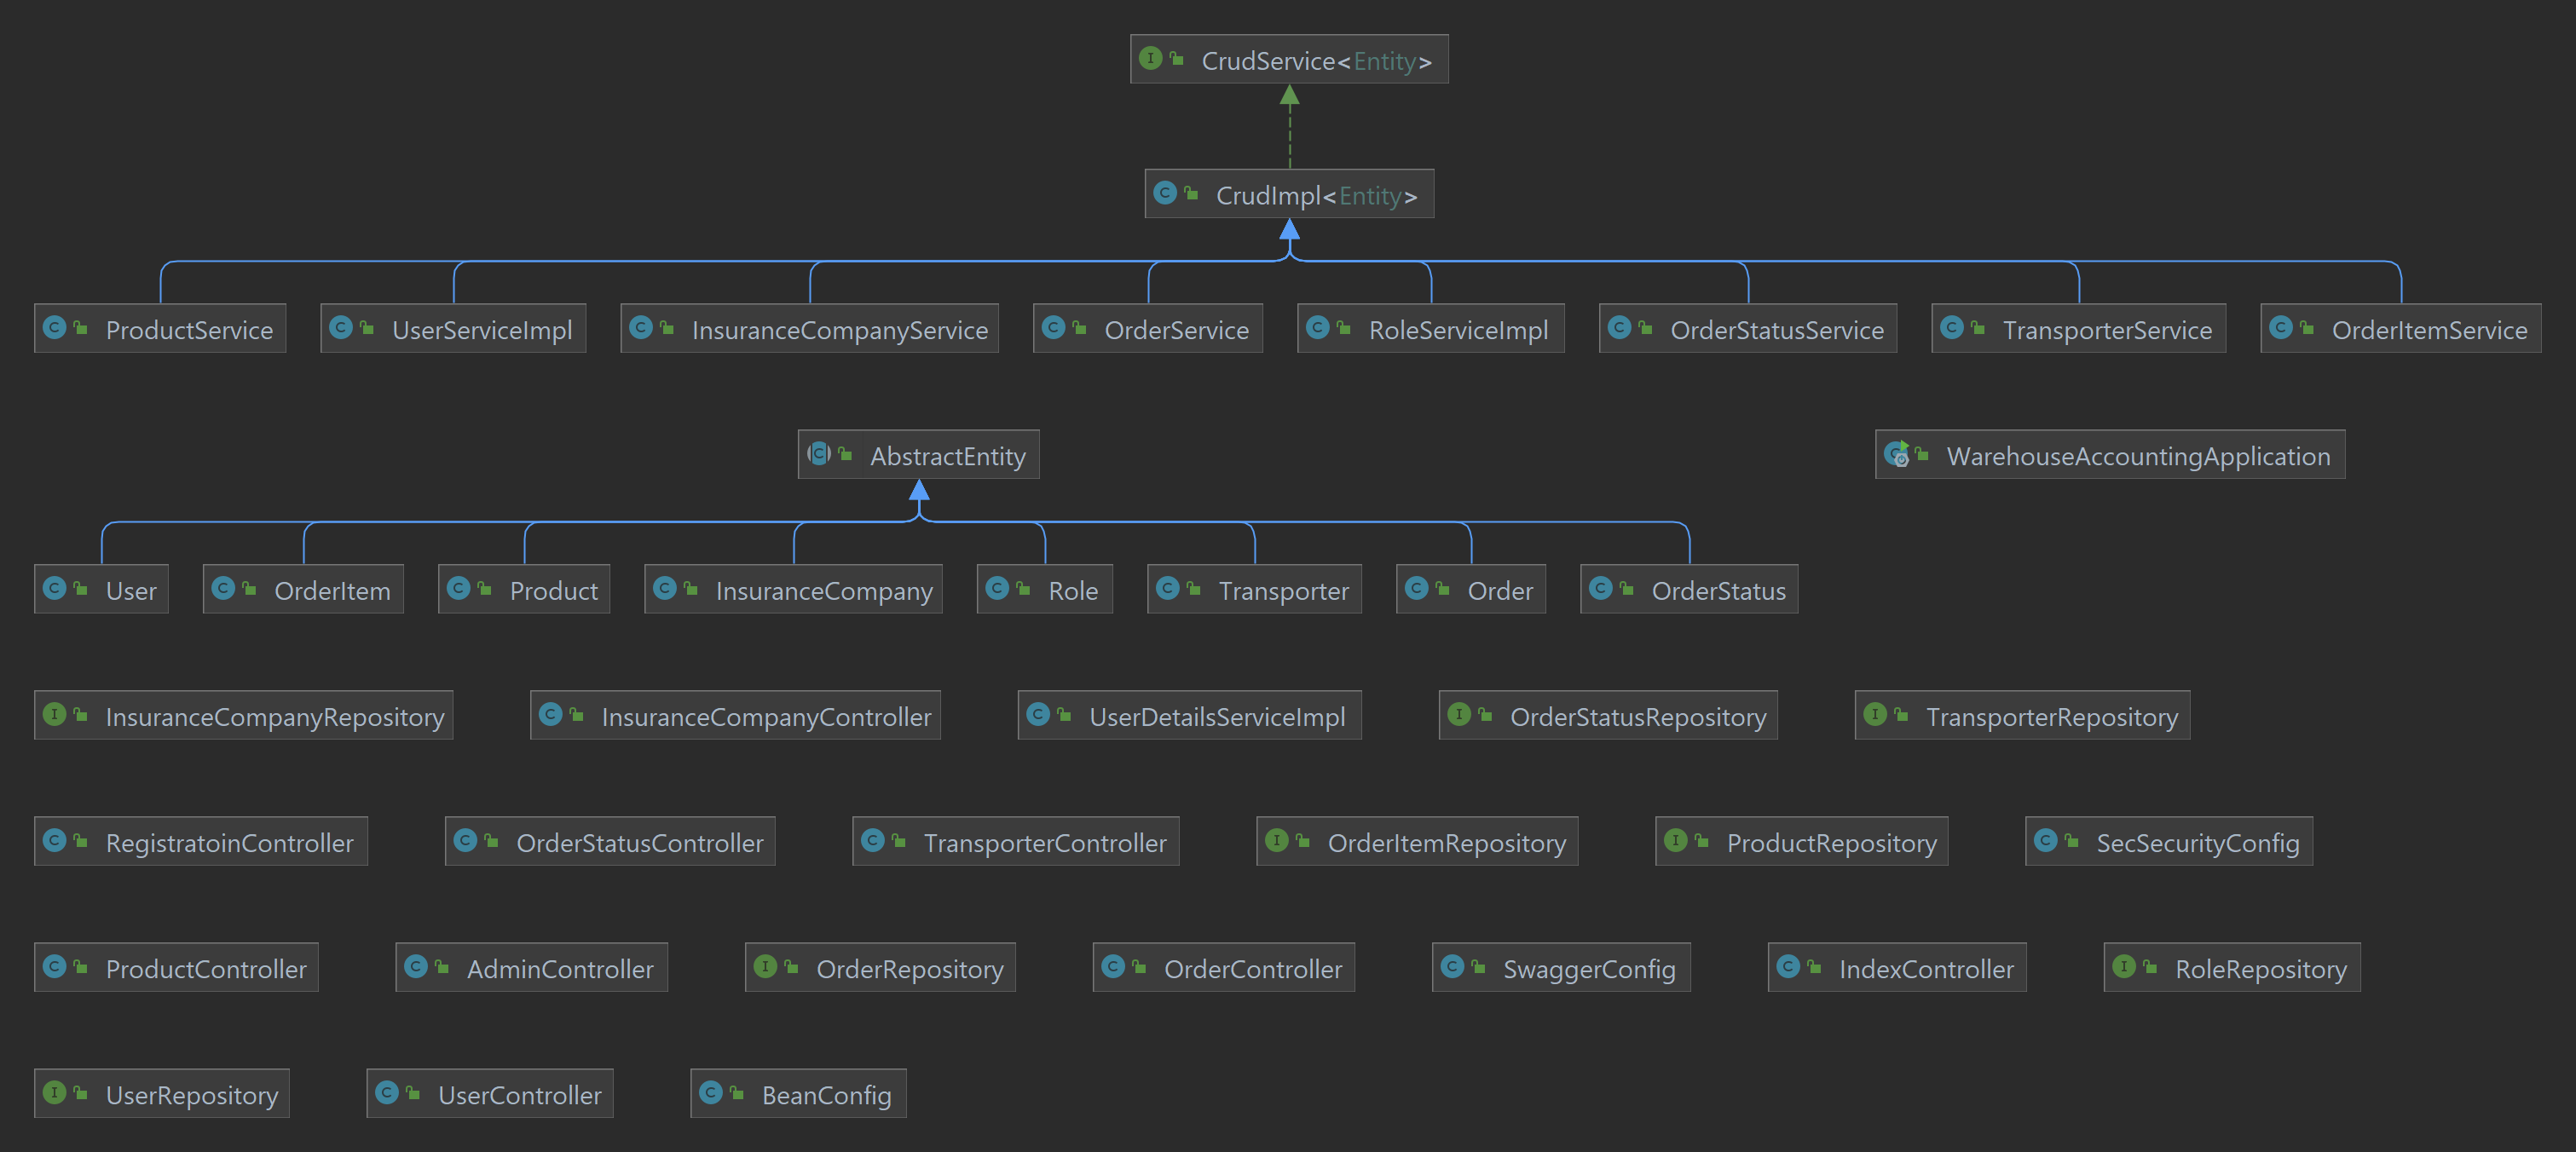 CrudService<Entity>
CrudImpl<Entity>
ProductService UserServiceImpl InsuranceCompanyService OrderService RoleServiceImpl OrderStatusService TransporterService OrderItemService
AbstractEntity WarehouseAccountingApplication
User OrderItem Product InsuranceCompany Role Transporter Order OrderStatus
InsuranceCompanyRepository InsuranceCompanyController UserDetailsServiceImpl OrderStatusRepository TransporterRepository
RegistratoinController OrderStatusController TransporterController OrderItemRepository ProductRepository SecSecurityConfig
ProductController AdminController OrderRepository OrderController SwaggerConfig IndexController RoleRepository
UserRepository UserController BeanConfig